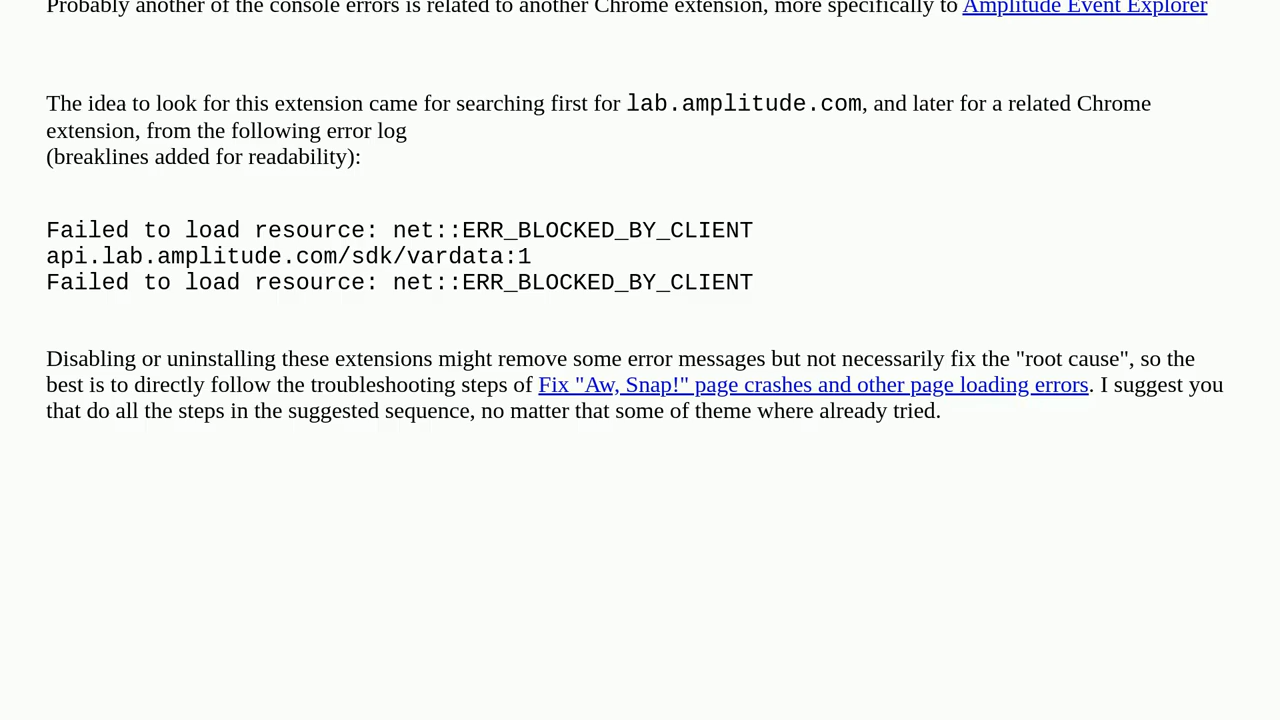 Probably another of the console errors is related to another Chrome extension, more specifically to Amplitude Event Explorer
The idea to look for this extension came for searching first for lab.amplitude.com, and later for a related Chrome
extension, from the following error log
(breaklines added for readability):
Failed to load resource: net::ERR_BLOCKED_BY_CLIENT
api.lab.amplitude.com/sdk/vardata:1
Failed to load resource: net::ERR_BLOCKED_BY_CLIENT
Disabling or uninstalling these extensions might remove some error messages but not necessarily fix the "root cause", so the
best is to directly follow the troubleshooting steps of Fix "Aw, Snap!" page crashes and other page loading errors. I suggest you
that do all the steps in the suggested sequence, no matter that some of theme where already tried.